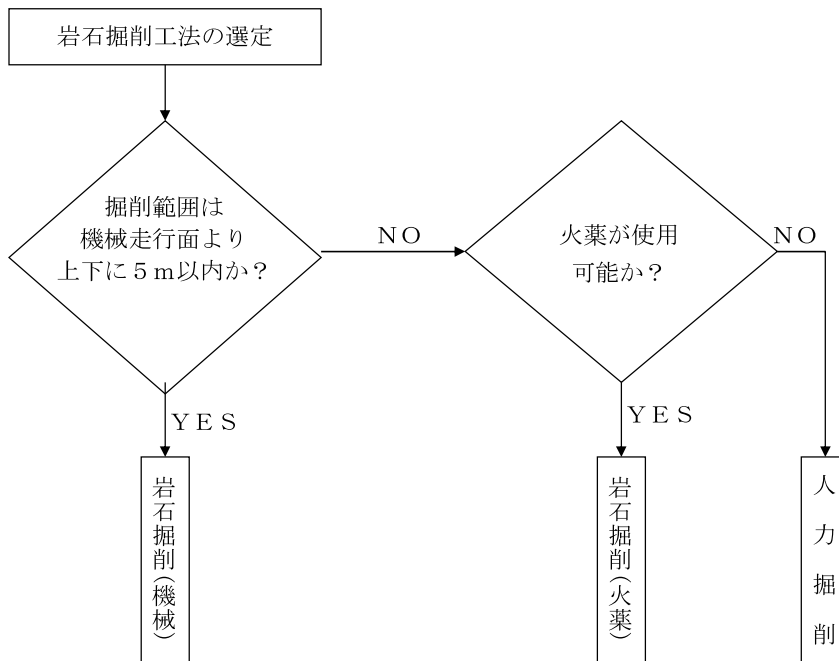 岩石掘削工法の選定
掘削範囲は
機械走行面より
上下に５ｍ以内か？
ＮＯ
火薬が使用
可能か？
ＮＯ
ＹＥＳ
ＹＥＳ
岩石掘削(機械)
岩石掘削(火薬)
人力掘削